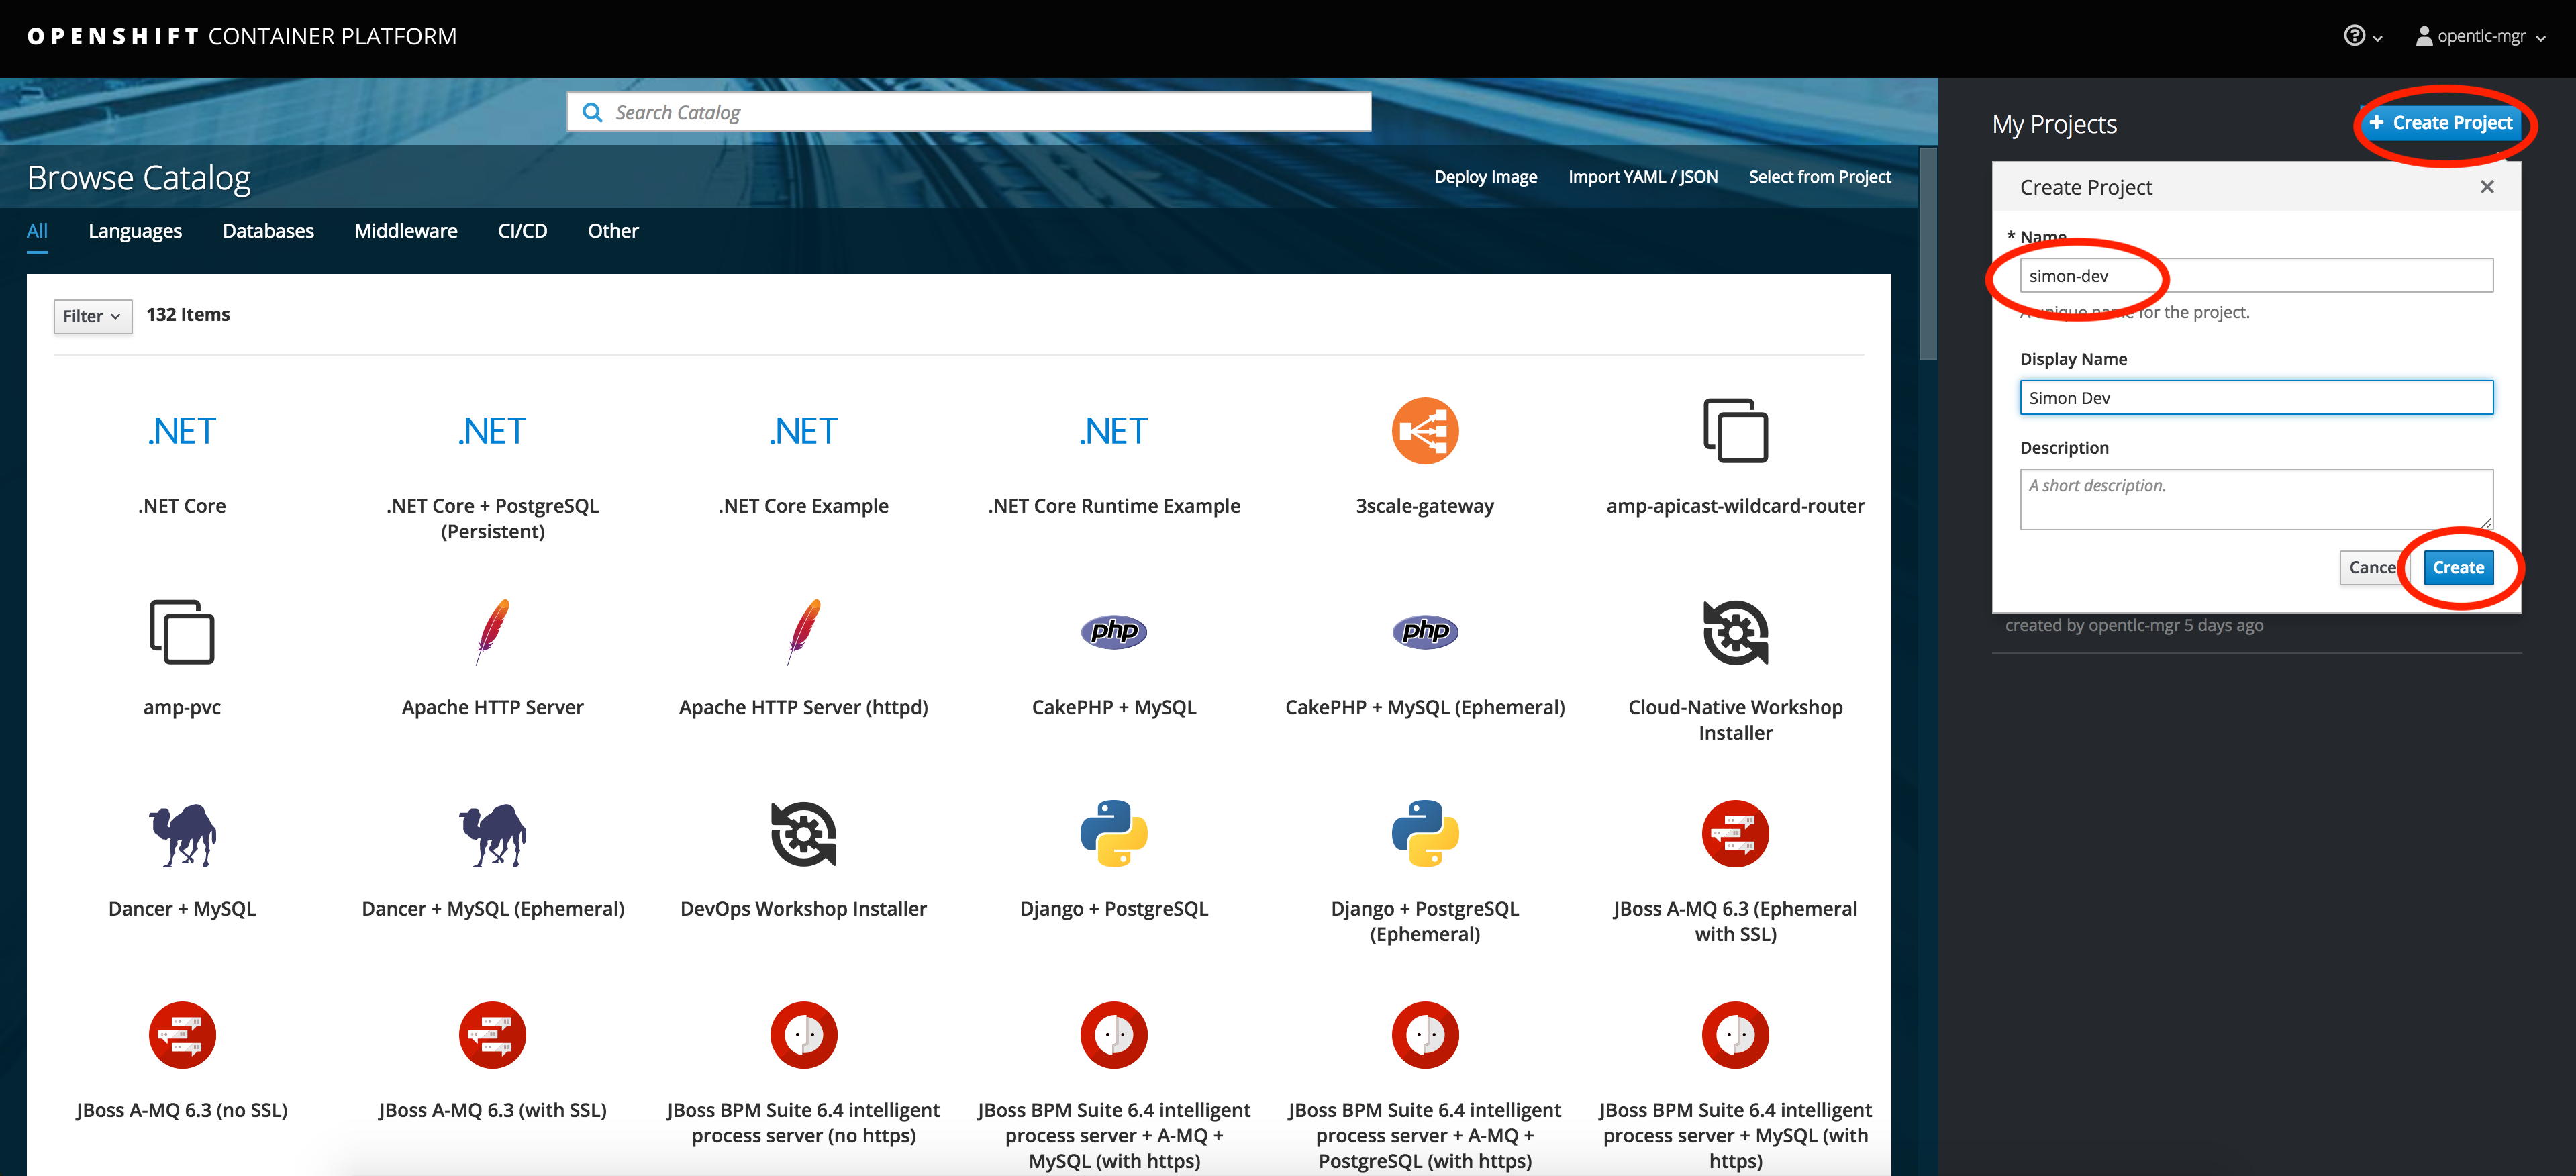 OPENSHIFT CONTAINER PLATFORM
opentlc-mgr
Search Catalog
My Projects
+ Create Project
Browse Catalog
Deploy Image Import YAML / JSON Select from Project
All Languages Databases Middleware CI/CD Other
Create Project
* Name
simon-dev
A unique name for the project.
Display Name
Simon Dev
Description
A short description.
Cance Create
created by opentlc-mgr 5 days ago
Filter 132 Items
.NET .NET .NET .NET
.NET Core
.NET Core + PostgreSQL
(Persistent)
.NET Core Example
.NET Core Runtime Example
3scale-gateway
amp-apicast-wildcard-router
php php
amp-pvc
Apache HTTP Server
Apache HTTP Server (httpd)
CakePHP + MySQL
CakePHP + MySQL (Ephemeral)
Cloud-Native Workshop
Installer
Dancer + MySQL
Dancer + MySQL (Ephemeral)
DevOps Workshop Installer
Django + PostgreSQL
Django + PostgreSQL
(Ephemeral)
JBoss A-MQ 6.3 (Ephemeral
with SSL)
JBoss A-MQ 6.3 (no SSL)
JBoss A-MQ 6.3 (with SSL)
JBoss BPM Suite 6.4 intelligent
process server (no https)
JBoss BPM Suite 6.4 intelligent
process server + A-MQ +
MySQL (with https)
JBoss BPM Suite 6.4 intelligent
process server + A-MQ +
PostgreSQL (with https)
JBoss BPM Suite 6.4 intelligent
process server + MySQL (with
https)